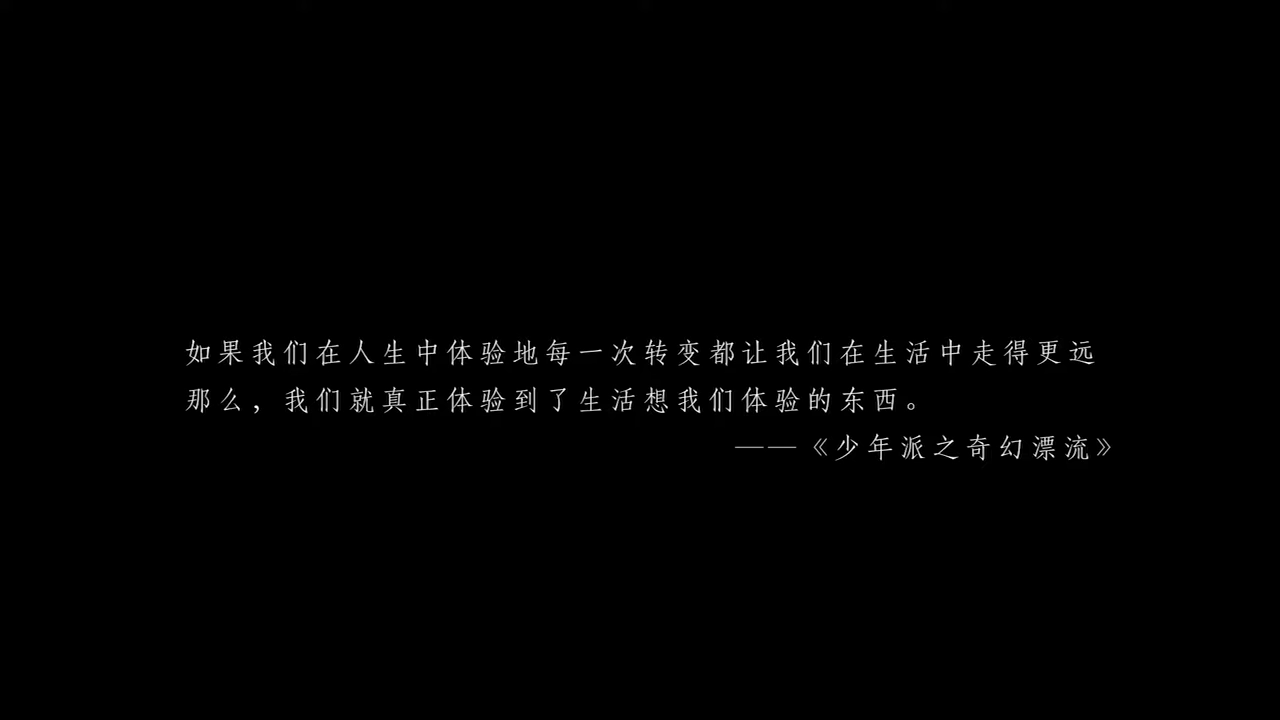 如果我们在人生中体验地每一次转变都让我们在生活中走得更远
那么，我们就真正体验到了生活想我们体验的东西。
——《少年派之奇幻漂流》